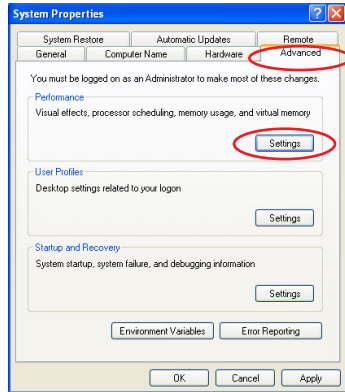 System Properties
System Restore Automatic Updates Remote
General Computer Name Hardware Advanced
You must be logged on as an Administrator to make most of these changes.
Performance
Visual effects, processor scheduling, memory usage, and virtual memory
Settings
User Profiles
Desktop settings related to your logon
Settings
Startup and Recovery
System startup, system failure, and debugging information
Settings
Environment Variables Error Reporting
OK Cancel Apply